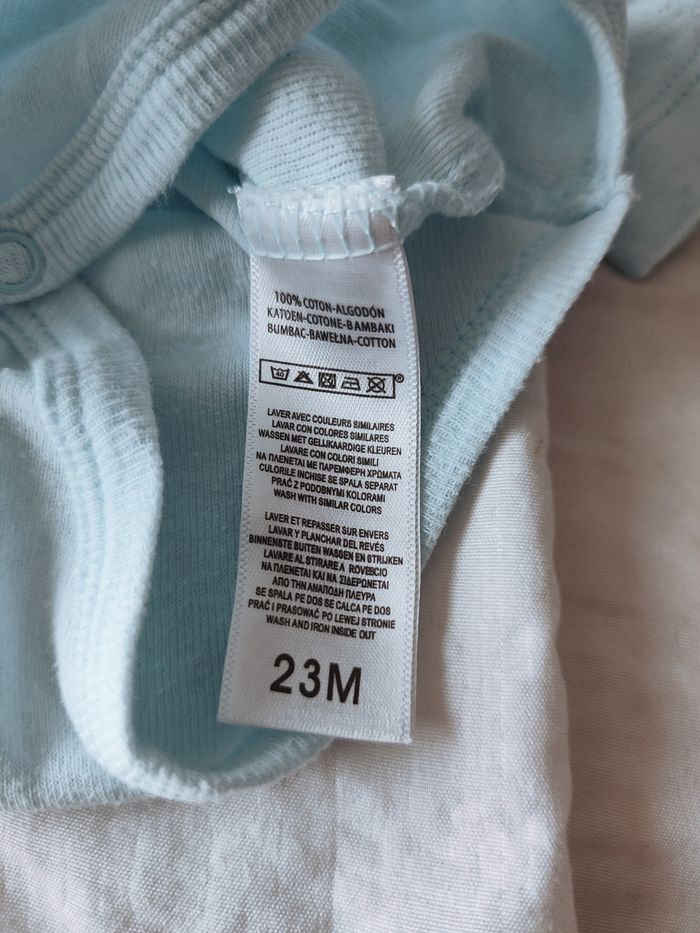 100% COTON-ALGODÓN
KATOEN-COTONE-BAMBAKI
BUMBAC-BAWEŁNA-COTTON
LAVER AVEC COULEURS SIMILAIRES
LAVAR CON COLORES SIMILARES
WASSEN MET GELIJKAARDIGE KLEUREN
LAVARE CON COLORI SIMILI
ΝΑ ΠΛΕΝΕΤΑΙ ΜΕ ΠΑΡΕΜΦΕΡΗ ΧΡΩΜΑΤΑ
CULORILE INCHISE SE SPALA SEPARAT
PRAĆ Z PODOBNYMI KOLORAMI
WASH WITH SIMILAR COLORS
LAVER ET REPASSER SUR ENVERS
LAVAR Y PLANCHAR DEL REVÉS
BINNENSTE BUITEN WASSEN EN STRIJKEN
LAVARE AL STIRARE A ROVESCIO
ΝΑ ΠΛΕΝΕΤΑΙ ΚΑΙ ΝΑ ΣΙΔΕΡΩΝΕΤΑΙ
ΑΠΟ ΤΗΝ ΑΝΑΠΟΔΗ ΠΛΕΥΡΑ
SE SPALA PE DOS SE CALCA PE DOS
PRAĆ I PRASOWAĆ PO LEWEJ STRONIE
WASH AND IRON INSIDE OUT
23M